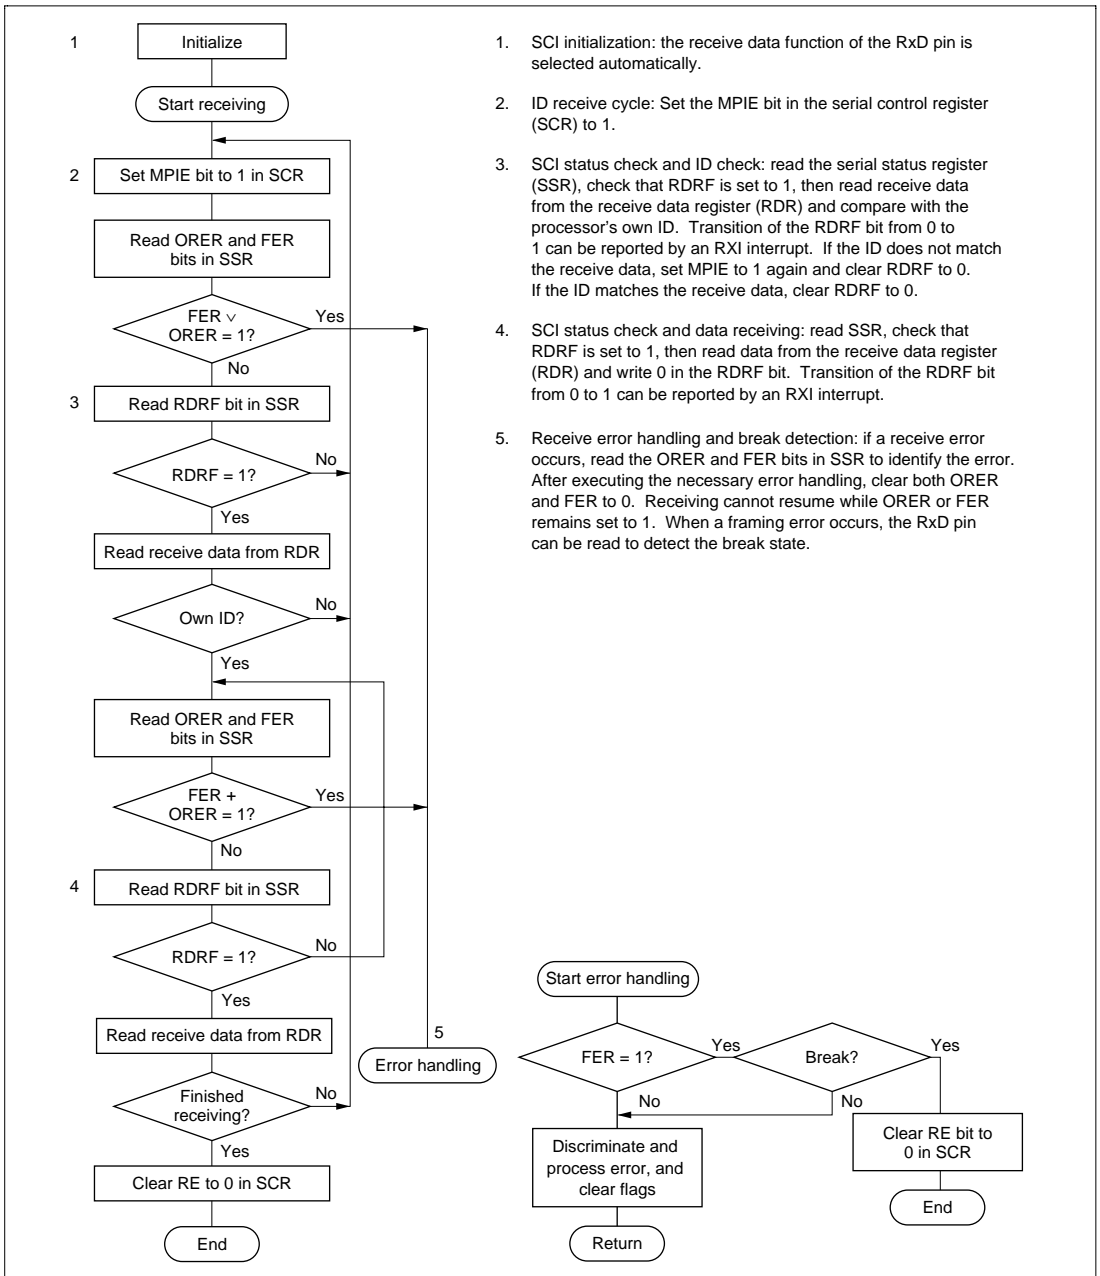 1
Initialize
Start receiving
2
Set MPIE bit to 1 in SCR
Read ORER and FER
bits in SSR
FER ∨
ORER = 1?
Yes
No
3
Read RDRF bit in SSR
RDRF = 1?
No
Yes
Read receive data from RDR
Own ID?
No
Yes
Read ORER and FER
bits in SSR
FER +
ORER = 1?
Yes
No
4
Read RDRF bit in SSR
RDRF = 1?
No
Yes
Read receive data from RDR
Finished
receiving?
No
Yes
Clear RE to 0 in SCR
End
5
Error handling
1. SCI initialization: the receive data function of the RxD pin is
selected automatically.
2. ID receive cycle: Set the MPIE bit in the serial control register
(SCR) to 1.
3. SCI status check and ID check: read the serial status register
(SSR), check that RDRF is set to 1, then read receive data
from the receive data register (RDR) and compare with the
processor's own ID. Transition of the RDRF bit from 0 to
1 can be reported by an RXI interrupt. If the ID does not match
the receive data, set MPIE to 1 again and clear RDRF to 0.
If the ID matches the receive data, clear RDRF to 0.
4. SCI status check and data receiving: read SSR, check that
RDRF is set to 1, then read data from the receive data register
(RDR) and write 0 in the RDRF bit. Transition of the RDRF bit
from 0 to 1 can be reported by an RXI interrupt.
5. Receive error handling and break detection: if a receive error
occurs, read the ORER and FER bits in SSR to identify the error.
After executing the necessary error handling, clear both ORER
and FER to 0. Receiving cannot resume while ORER or FER
remains set to 1. When a framing error occurs, the RxD pin
can be read to detect the break state.
Start error handling
FER = 1?
Yes
No
Break?
Yes
No
Discriminate and
process error, and
clear flags
Return
Clear RE bit to
0 in SCR
End